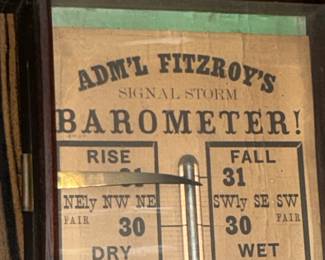 ADM'L FITZROY'S
SIGNAL STORM
BAROMETER!
RISE
31
NEly NW NE
FAIR
30
DRY
FALL
31
SWly SE SW
FAIR
30
WET